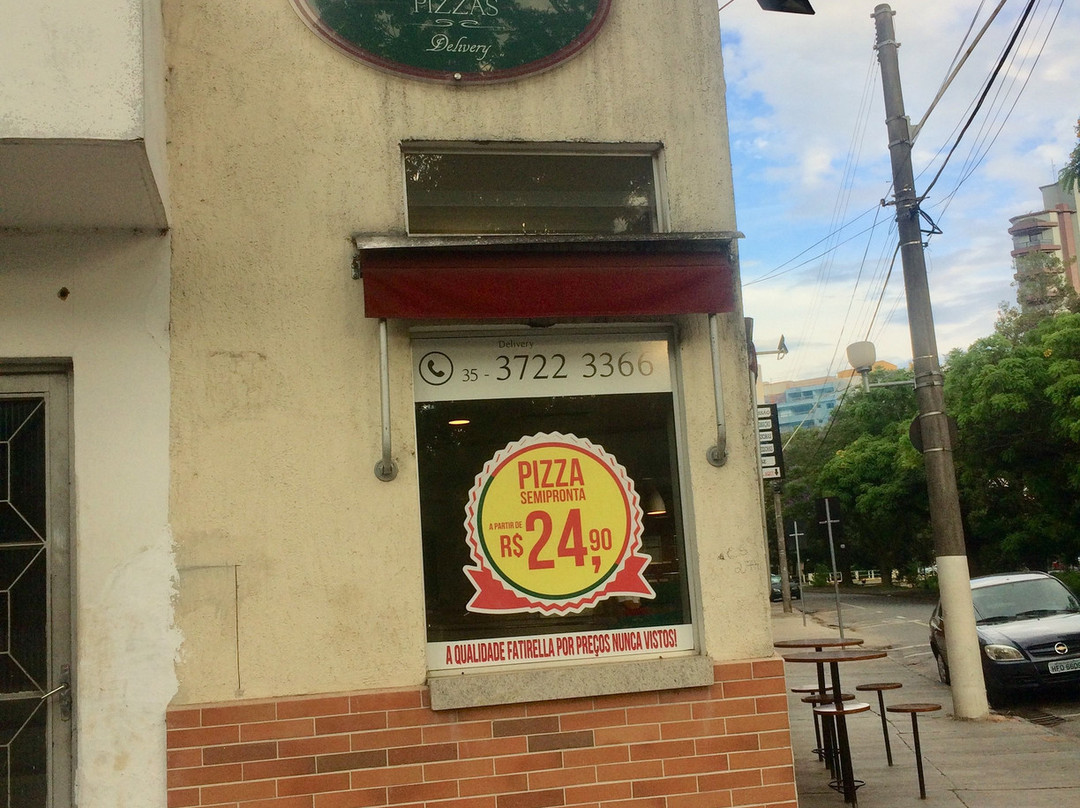 PIZZAS
Delivery
Delivery
35 - 3722 3366
PIZZA
SEMIPRONTA
A PARTIR DE
R$ 24,90
A QUALIDADE FATIRELLA POR PREÇOS NUNCA VISTOS!